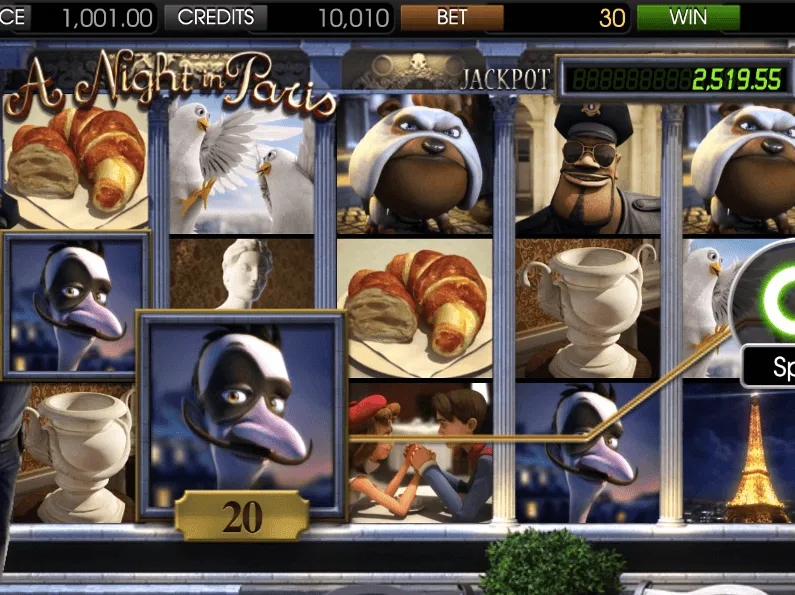 CE 1,001.00 CREDITS 10,010 BET 30 WIN
A Night in Paris
JACKPOT 2,519.55
Sp
20